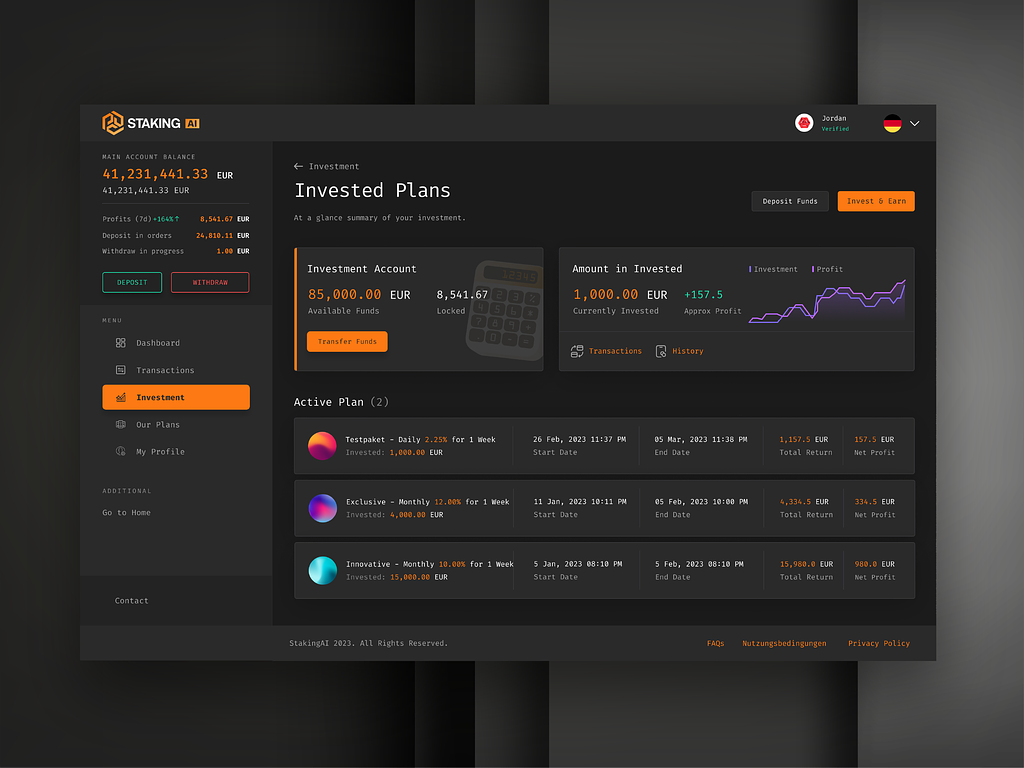 STAKING AI
Jordan
Verified
MAIN ACCOUNT BALANCE
41,231,441.33 EUR
41,231,441.33 EUR
Profits (7d)+164%↑ 8,541.67 EUR
Deposit in orders 24,810.11 EUR
Withdraw in progress 1.00 EUR
DEPOSIT WITHDRAW
MENU
Dashboard
Transactions
Investment
Our Plans
My Profile
ADDITIONAL
Go to Home
Contact
← Investment
Invested Plans
At a glance summary of your investment.
Deposit Funds Invest & Earn
Investment Account
85,000.00 EUR 8,541.67
Available Funds Locked
Transfer Funds
Amount in Invested
Investment Profit
1,000.00 EUR +157.5
Currently Invested Approx Profit
Transactions History
Active Plan (2)
Testpaket - Daily 2.25% for 1 Week 26 Feb, 2023 11:37 PM 05 Mar, 2023 11:38 PM 1,157.5 EUR 157.5 EUR
Invested: 1,000.00 EUR Start Date End Date Total Return Net Profit
Exclusive - Monthly 12.00% for 1 Week 11 Jan, 2023 10:11 PM 05 Feb, 2023 10:00 PM 4,334.5 EUR 334.5 EUR
Invested: 4,000.00 EUR Start Date End Date Total Return Net Profit
Innovative - Monthly 10.00% for 1 Week 5 Jan, 2023 08:10 PM 5 Feb, 2023 08:10 PM 15,980.0 EUR 980.0 EUR
Invested: 15,000.00 EUR Start Date End Date Total Return Net Profit
StakingAI 2023. All Rights Reserved.
FAQs Nutzungsbedingungen Privacy Policy